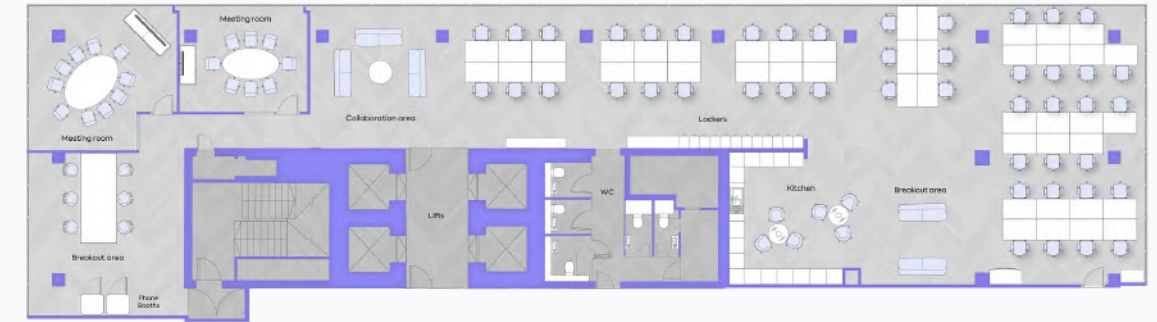 Meeting room
Collaboration area
Lockers
Meeting room
WC
Kitchen
Breakout area
Lifts
Breakout area
Phone
Booths